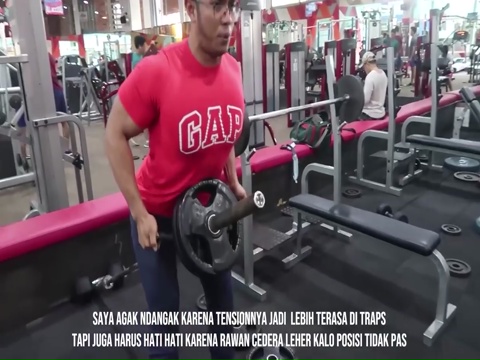 GAP
SAYA AGAK NDANGAK KARENA TENSIONNYA JADI LEBIH TERASA DI TRAPS
TAPI JUGA HARUS HATI HATI KARENA RAWAN CEDERA LEHER KALO POSISI TIDAK PAS